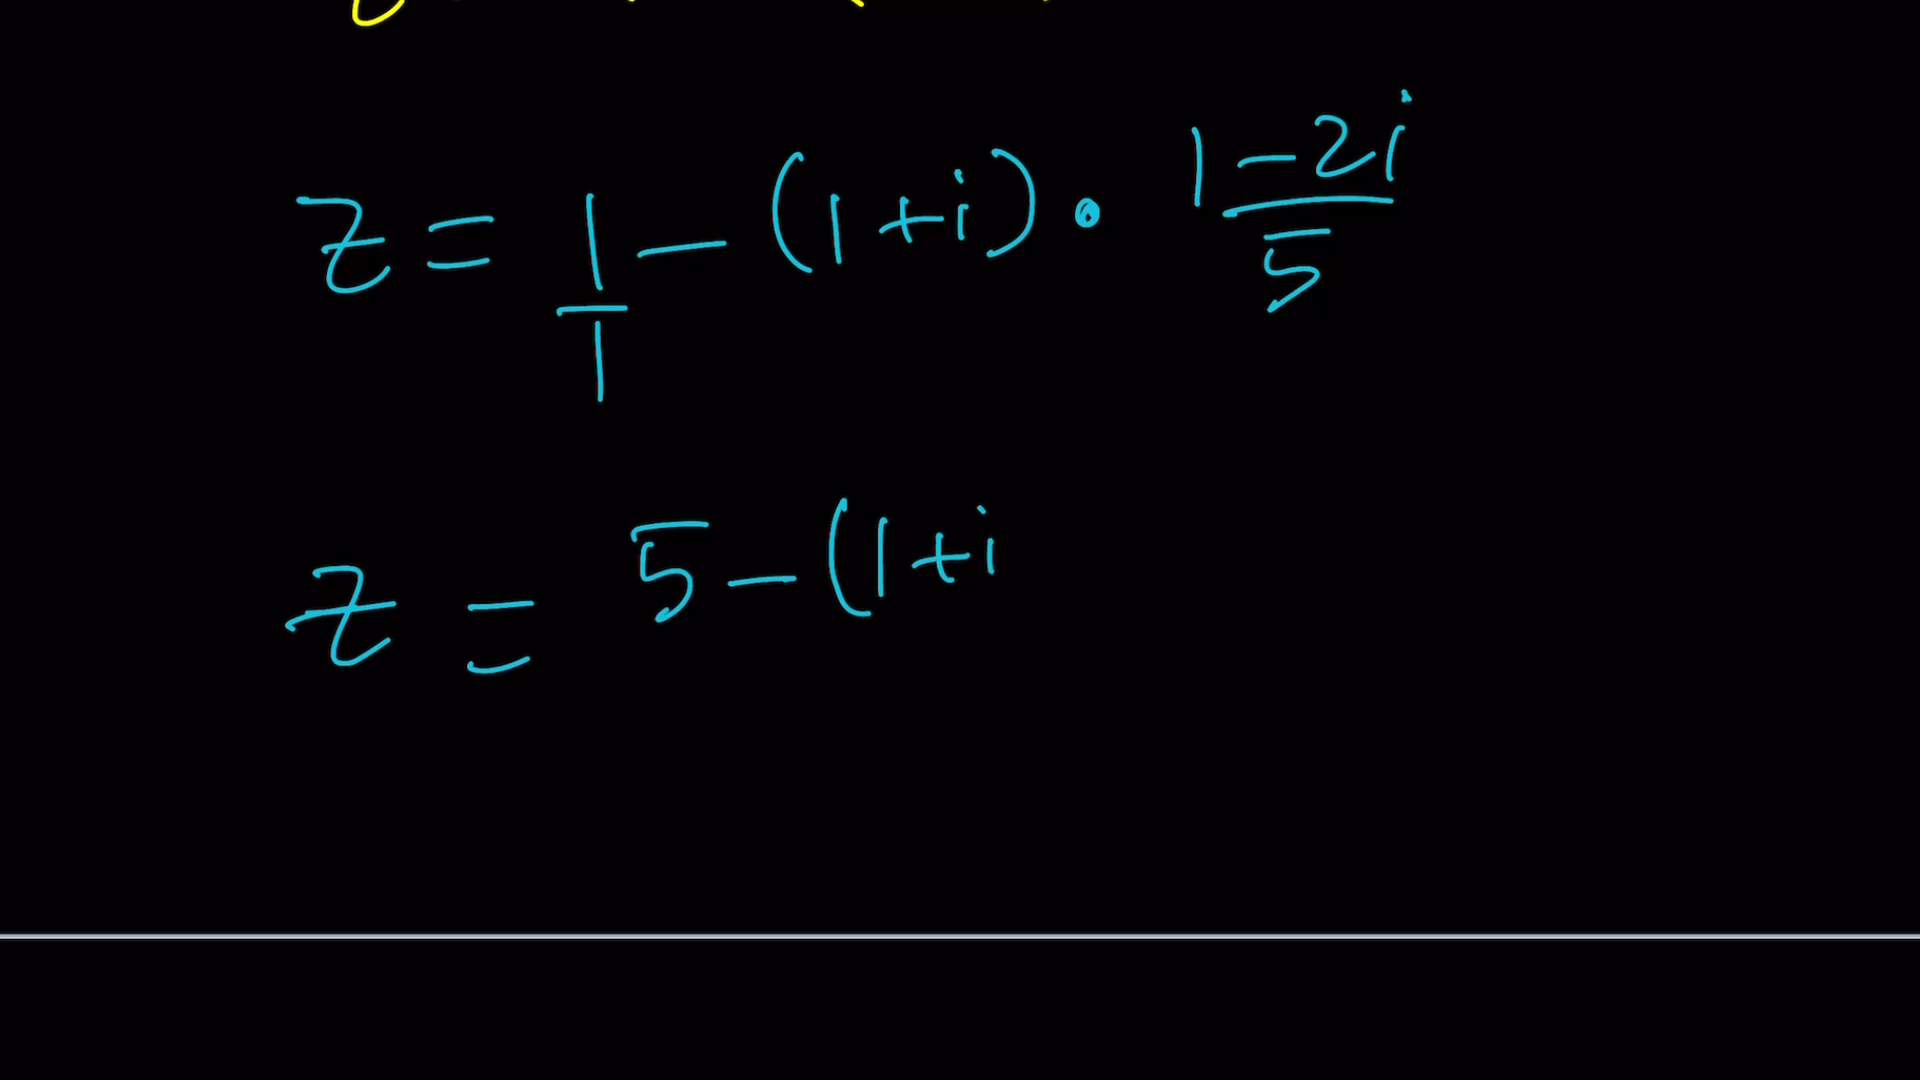 z = 1/1 - (1+i) • (1-2i)/5
z = 5 - (1+i